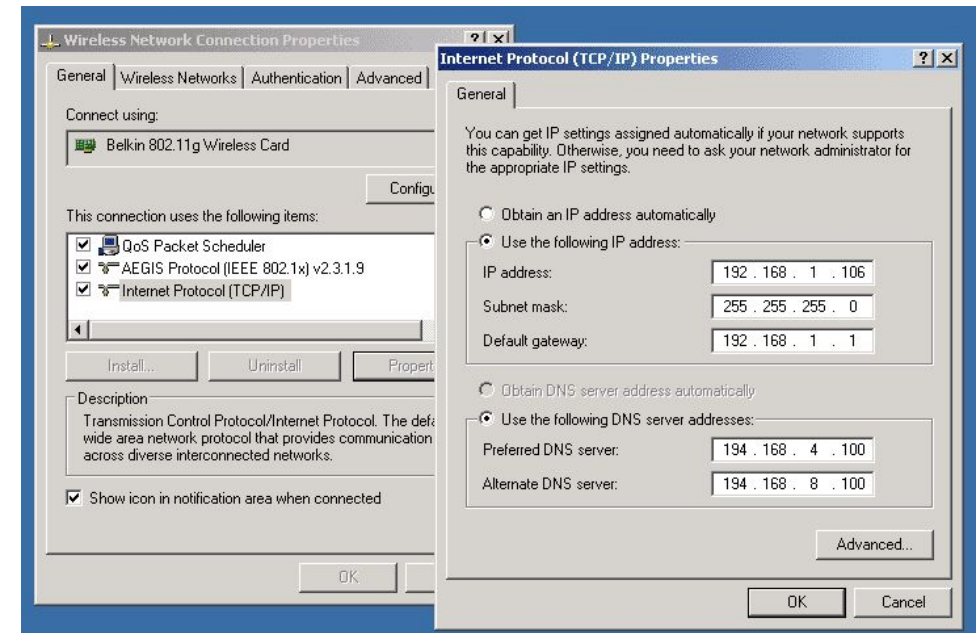 Wireless Network Connection Properties
General Wireless Networks Authentication Advanced
Connect using:
Belkin 802.11g Wireless Card
Configu
This connection uses the following items:
QoS Packet Scheduler
AEGIS Protocol (IEEE 802.1x) v2.3.1.9
Internet Protocol (TCP/IP)
Install... Uninstall Propert
Description
Transmission Control Protocol/Internet Protocol. The defa
wide area network protocol that provides communication
across diverse interconnected networks.
Show icon in notification area when connected
OK
Internet Protocol (TCP/IP) Properties
General
You can get IP settings assigned automatically if your network supports
this capability. Otherwise, you need to ask your network administrator for
the appropriate IP settings.
Obtain an IP address automatically
Use the following IP address:
IP address: 192 . 168 . 1 . 106
Subnet mask: 255 . 255 . 255 . 0
Default gateway: 192 . 168 . 1 . 1
Obtain DNS server address automatically
Use the following DNS server addresses:
Preferred DNS server: 194 . 168 . 4 . 100
Alternate DNS server: 194 . 168 . 8 . 100
Advanced...
OK Cancel